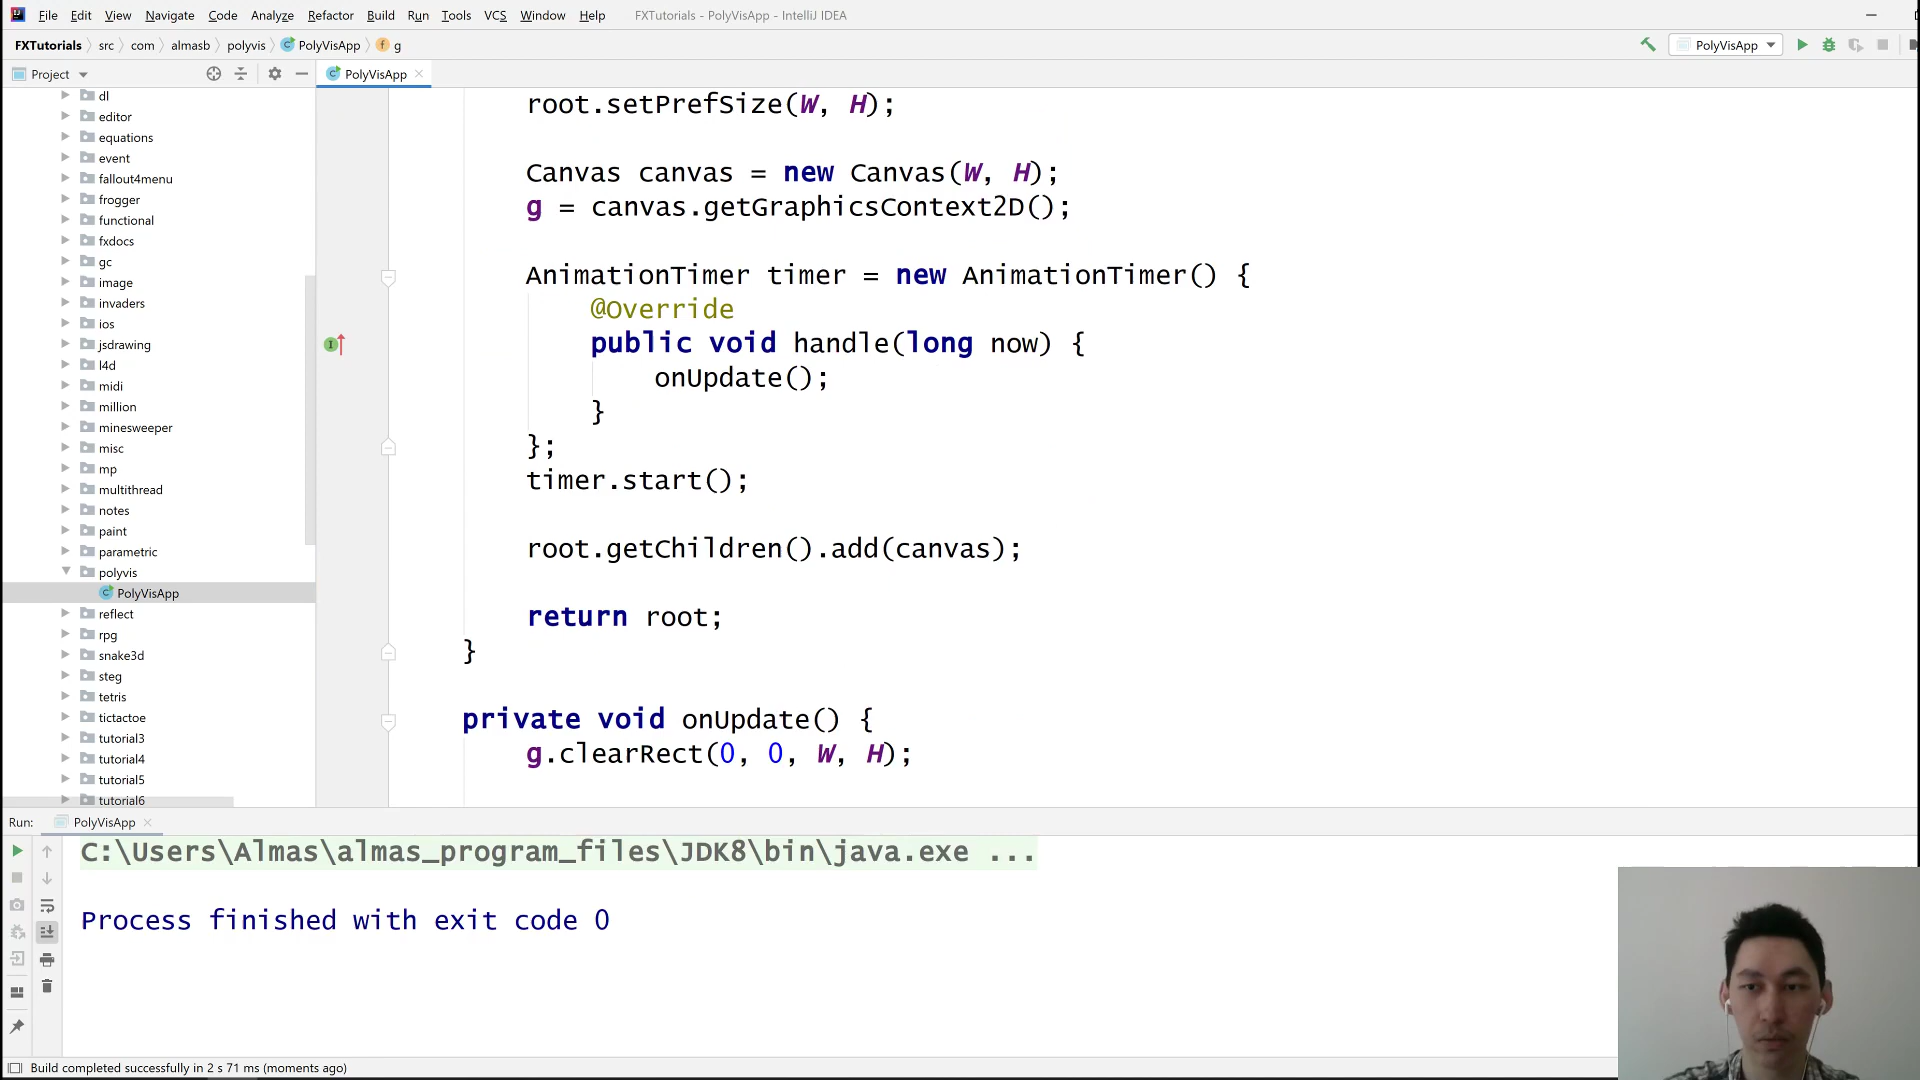 File Edit View Navigate Code Analyze Refactor Build Run Tools VCS Window Help FXTutorials - PolyVisApp - IntelliJ IDEA
FXTutorials src com almasb polyvis PolyVisApp g PolyVisApp
Project PolyVisApp
dl
editor
equations
event
fallout4menu
frogger
functional
fxdocs
gc
image
invaders
ios
jsdrawing
l4d
midi
million
minesweeper
misc
mp
multithread
notes
paint
parametric
polyvis
PolyVisApp
reflect
rpg
snake3d
steg
tetris
tictactoe
tutorial3
tutorial4
tutorial5
tutorial6
root.setPrefSize(W, H);
Canvas canvas = new Canvas(W, H);
g = canvas.getGraphicsContext2D();
AnimationTimer timer = new AnimationTimer() {
@Override
public void handle(long now) {
onUpdate();
}
};
timer.start();
root.getChildren().add(canvas);
return root;
}
private void onUpdate() {
g.clearRect(0, 0, W, H);
Run: PolyVisApp
C:\Users\Almas\almas_program_files\JDK8\bin\java.exe ...
Process finished with exit code 0
Build completed successfully in 2 s 71 ms (moments ago)